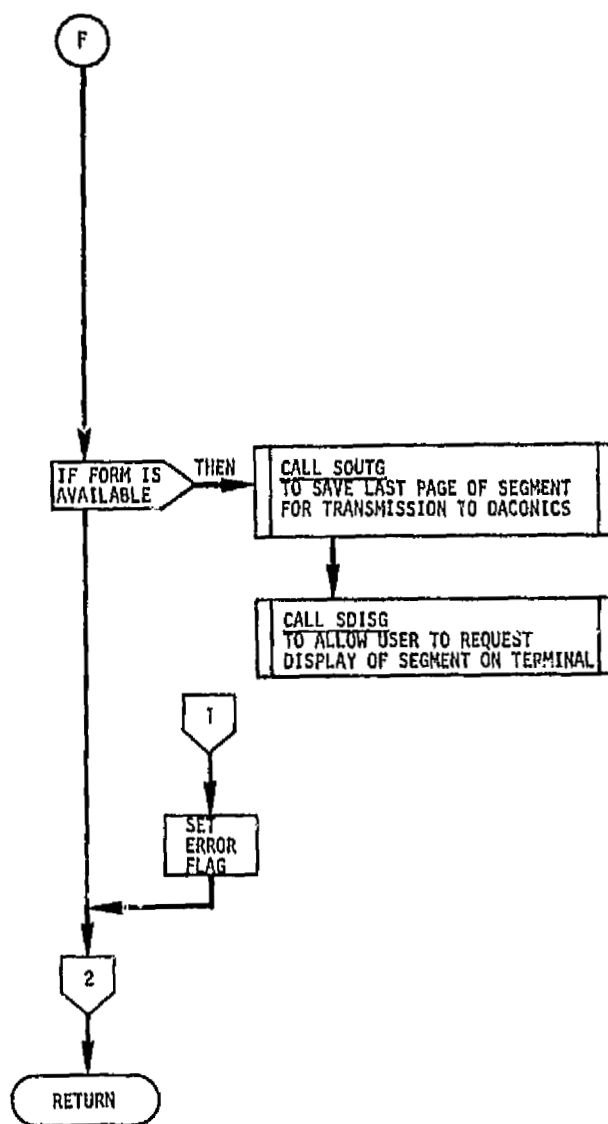 F
IF FORM IS
AVAILABLE
THEN
CALL SOUTG
TO SAVE LAST PAGE OF SEGMENT
FOR TRANSMISSION TO DACONICS
CALL SDISG
TO ALLOW USER TO REQUEST
DISPLAY OF SEGMENT ON TERMINAL
1
SET
ERROR
FLAG
2
RETURN